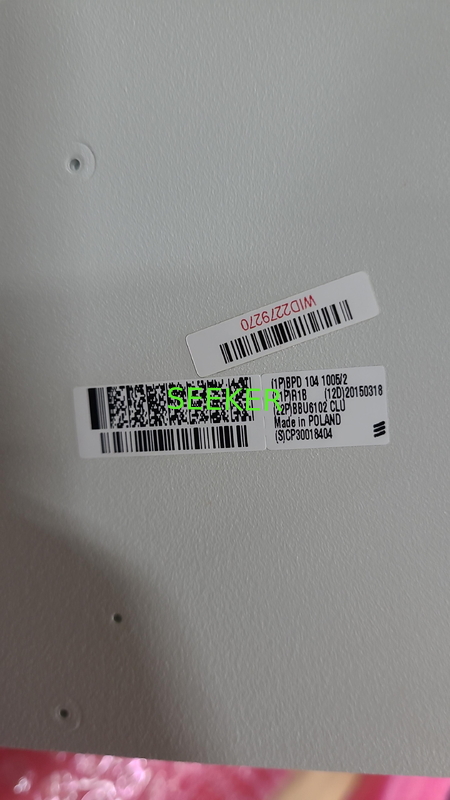 WID2279270
(1P)BPD 104 1005/2
1P)R1B (12D)20150318
2P)BBU6102 CLU
Made in POLAND
(S)CP30018404
SEEKER